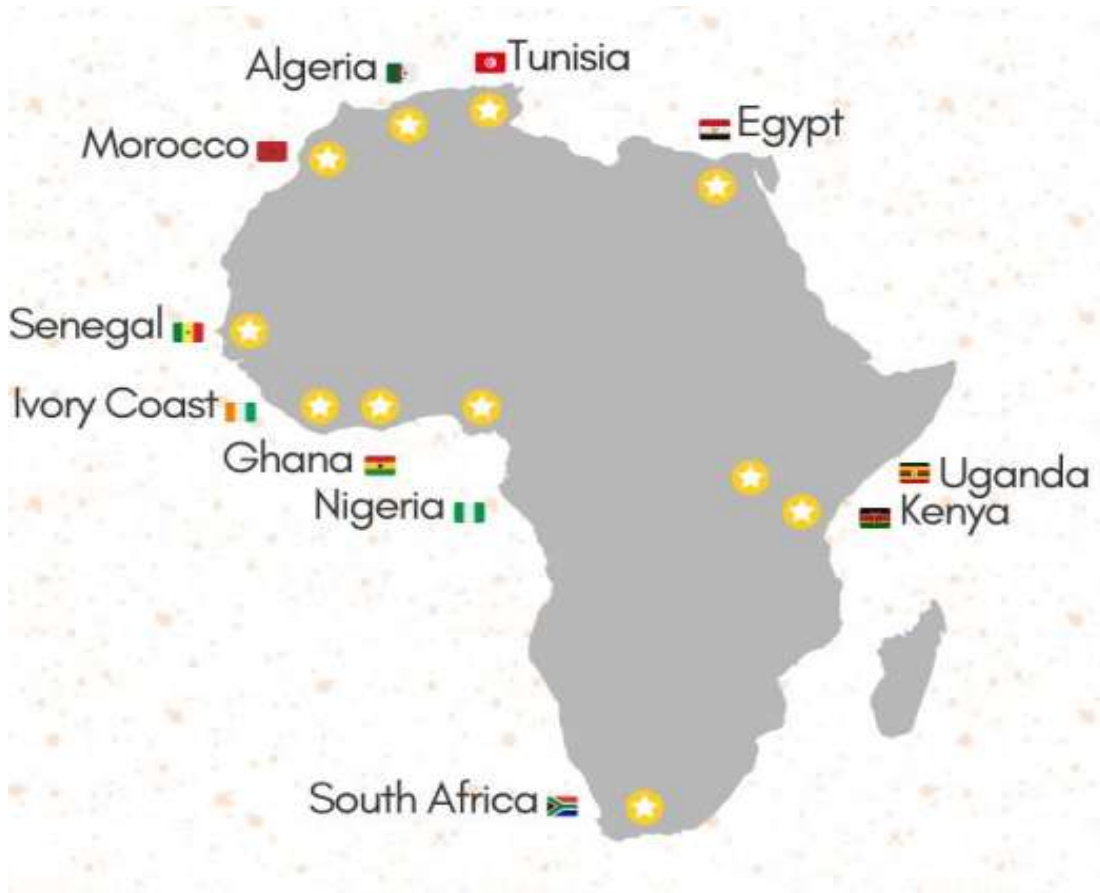 Tunisia
Algeria
Egypt
Morocco
Senegal
Ivory Coast
Ghana
Uganda
Nigeria
Kenya
South Africa